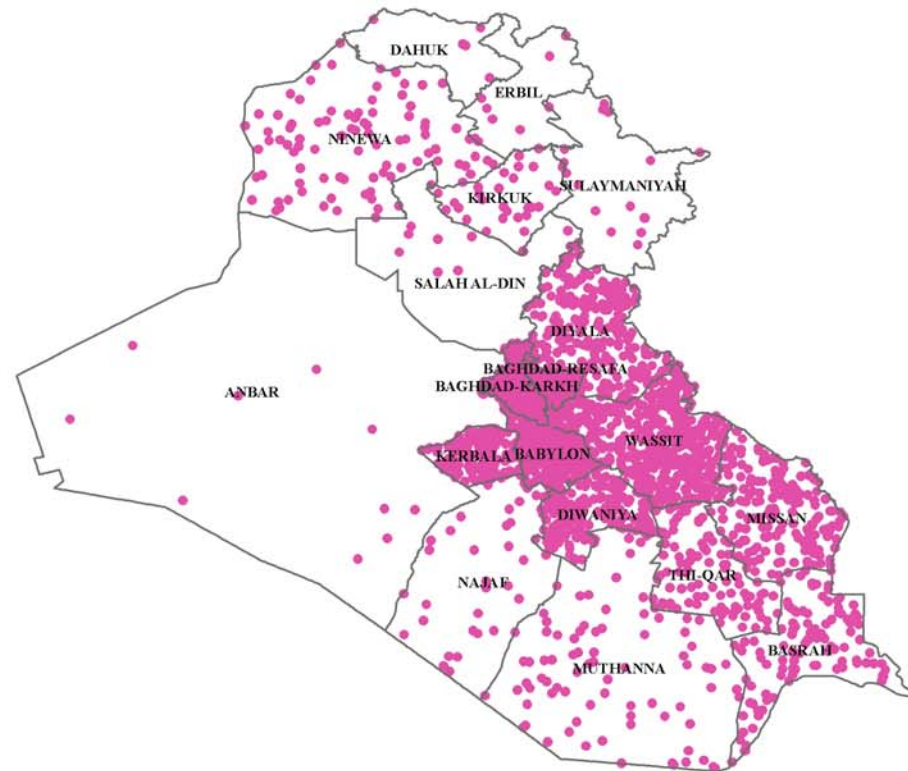 DAHUK
ERBIL
NINEWA
KIRKUK
SULAYMANIYAH
SALAH AL-DIN
DIYALA
BAGHDAD-RESAFA
BAGHDAD-KARKH
ANBAR
KERBALA
BABYLON
WASSIT
DIWANIYA
MISSAN
NAJAF
THI-QAR
BASRAH
MUTHANNA